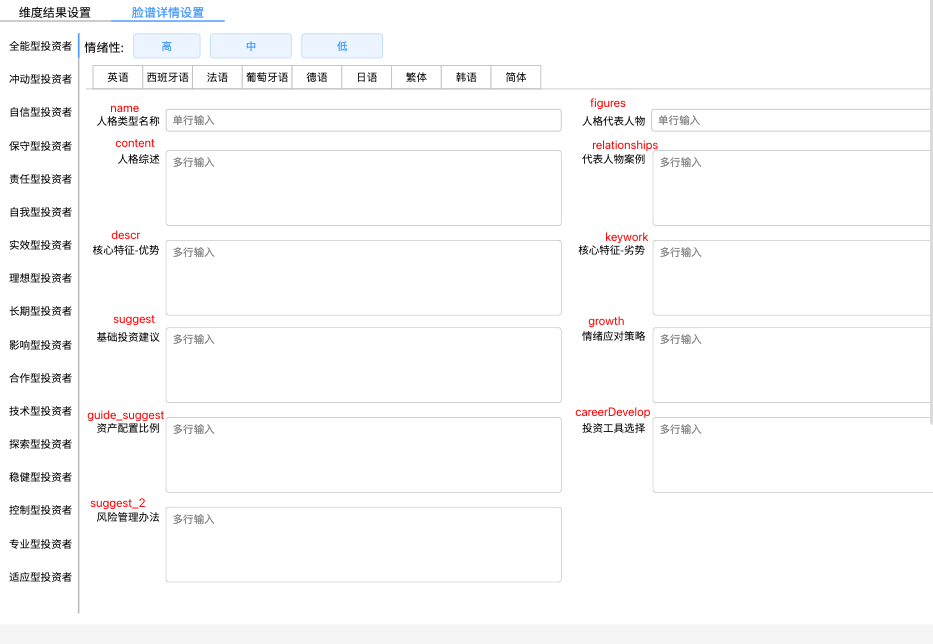 维度结果设置 脸谱详情设置
全能型投资者
冲动型投资者
自信型投资者
保守型投资者
责任型投资者
自我型投资者
实效型投资者
理想型投资者
长期型投资者
影响型投资者
合作型投资者
技术型投资者
探索型投资者
稳健型投资者
控制型投资者
专业型投资者
适应型投资者
情绪性: 高 中 低
英语 西班牙语 法语 葡萄牙语 德语 日语 繁体 韩语 简体
name
人格类型名称 单行输入
figures
人格代表人物 单行输入
content
人格综述 多行输入
relationships
代表人物案例 多行输入
descr
核心特征-优势 多行输入
keywork
核心特征-劣势 多行输入
suggest
基础投资建议 多行输入
growth
情绪应对策略 多行输入
guide_suggest
资产配置比例 多行输入
careerDevelop
投资工具选择 多行输入
suggest_2
风险管理办法 多行输入